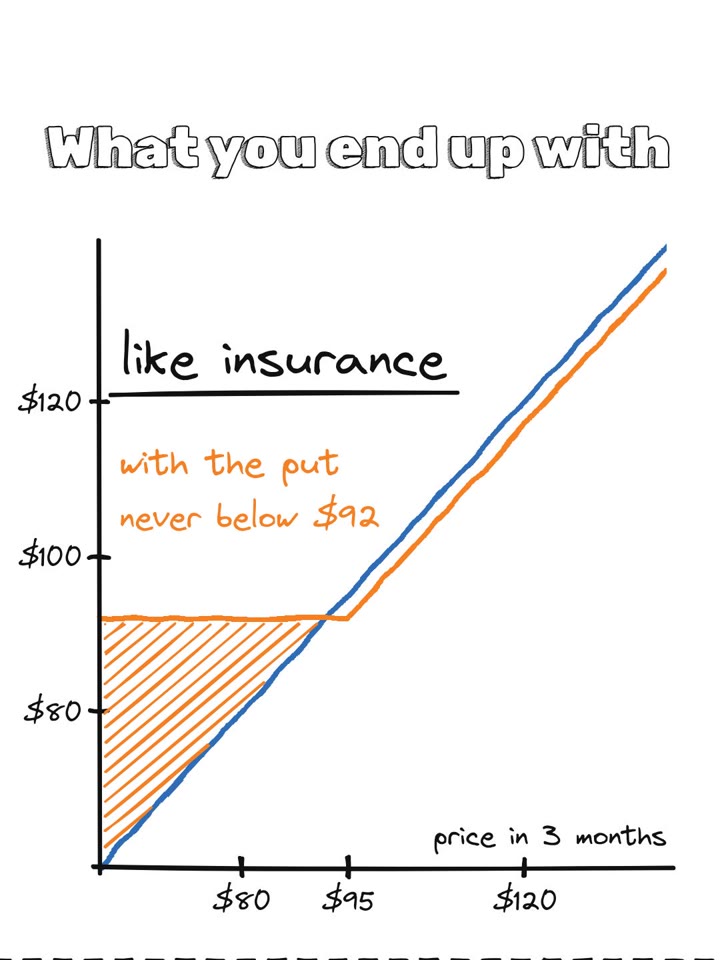 What you end up with
like insurance
$120
with the put
never below $92
$100
$80
price in 3 months
$80 $95 $120